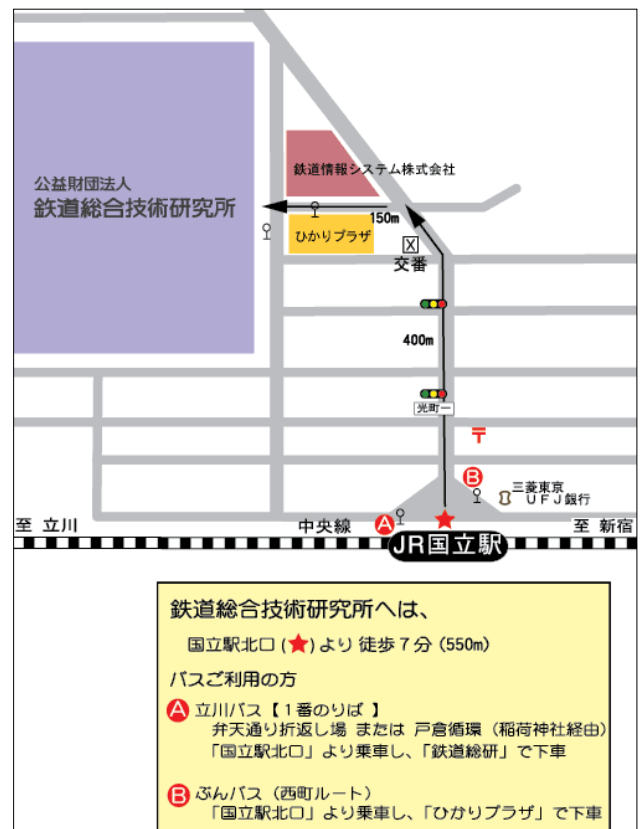 鉄道情報システム株式会社
公益財団法人
鉄道総合技術研究所
150m
ひかりプラザ
X
交番
400m
光町一
〒
B
三菱東京
UFJ銀行
至 立川
中央線
A
至 新宿
JR国立駅
鉄道総合技術研究所へは、
国立駅北口(★)より 徒歩7分(550m)
バスご利用の方
A 立川バス【1番のりば】
弁天通り折返し場 または 戸倉循環(稲荷神社経由)
「国立駅北口」より乗車し、「鉄道総研」で下車
B ぶんバス(西町ルート)
「国立駅北口」より乗車し、「ひかりプラザ」で下車